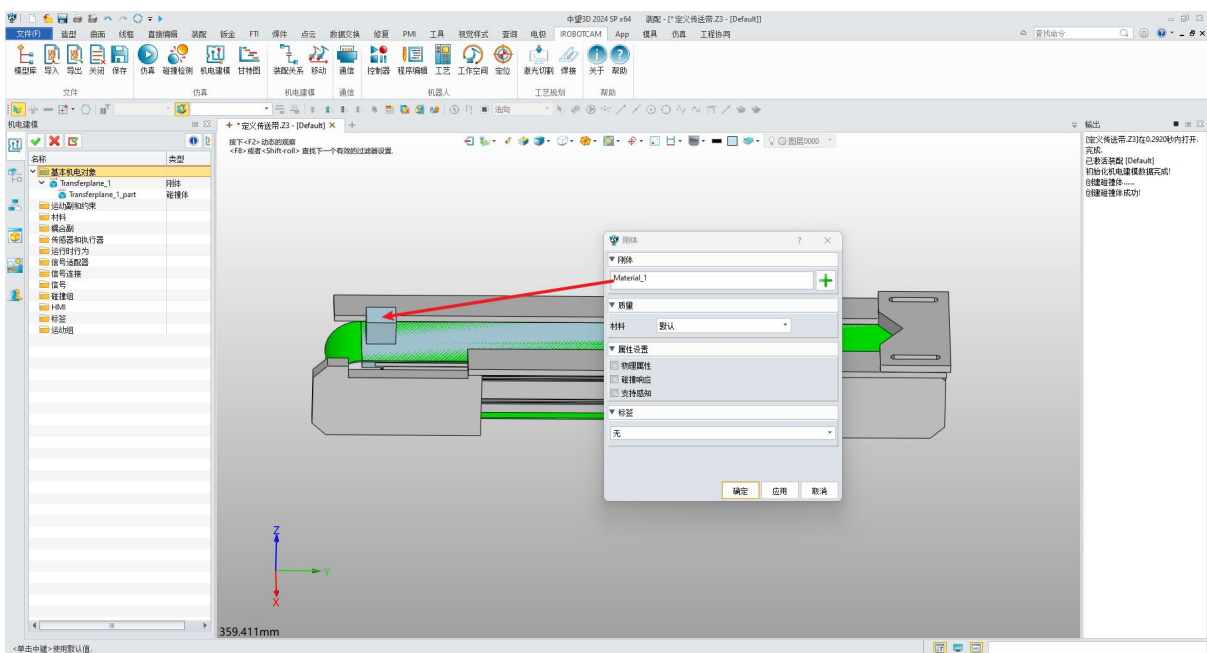 中望3D 2024 SP x64 装配 - [* 定义传送带.Z3 - [Default]]
文件(F) 造型 曲面 线框 直接编辑 装配 钣金 FTI 焊件 点云 数据交换 修复 PMI 工具 视觉样式 查询 电极 IROBOTCAM App 模具 仿真 工程协同
查找命令
模型库 导入 导出 关闭 保存 仿真 碰撞检测 机电建模 甘特图 装配关系 移动 通信 控制器 程序编辑 工艺 工作空间 定位 激光切割 焊接 关于 帮助
文件 仿真 机电建模 通信 机器人 工艺规划 帮助
法向
机电建模
+ * 定义传送带.Z3 - [Default] × +
输出
按下<F2>动态的观察
<F8>或者<Shift-roll> 查找下一个有效的过滤器设置.
图层0000
名称 类型
基本机电对象
Transferplane_1 刚体
Transferplane_1_part 碰撞体
运动副和约束
材料
耦合副
传感器和执行器
运行时行为
信号适配器
信号连接
信号
碰撞组
HMI
标签
运动组
[定义传送带.Z3]在0.2920秒内打开.
完成.
已激活装配 [Default]
初始化机电建模数据完成!
创建碰撞体......
创建碰撞体成功!
刚体 ? ×
刚体
Material_1
质量
材料 默认
属性设置
物理属性
碰撞响应
支持感知
标签
无
确定 应用 取消
Z
Y
X
359.411mm
<单击中键>使用默认值.